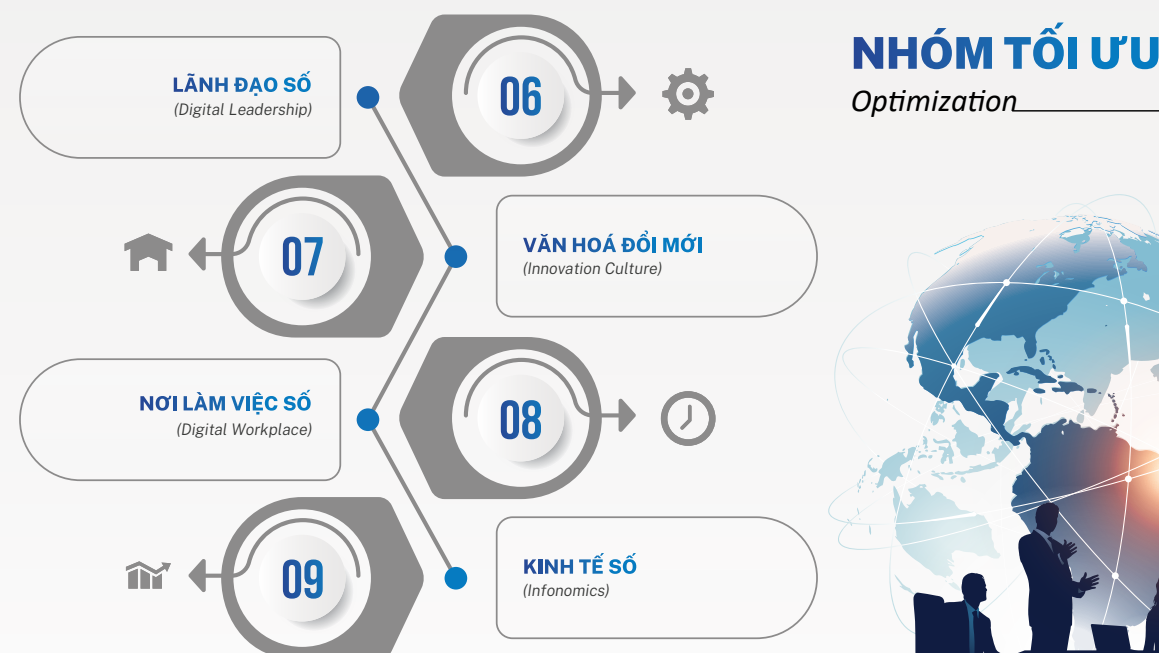 NHÓM TỐI ƯU
Optimization
06
LÃNH ĐẠO SỐ
(Digital Leadership)
07
VĂN HOÁ ĐỔI MỚI
(Innovation Culture)
08
NƠI LÀM VIỆC SỐ
(Digital Workplace)
09
KINH TẾ SỐ
(Infonomics)